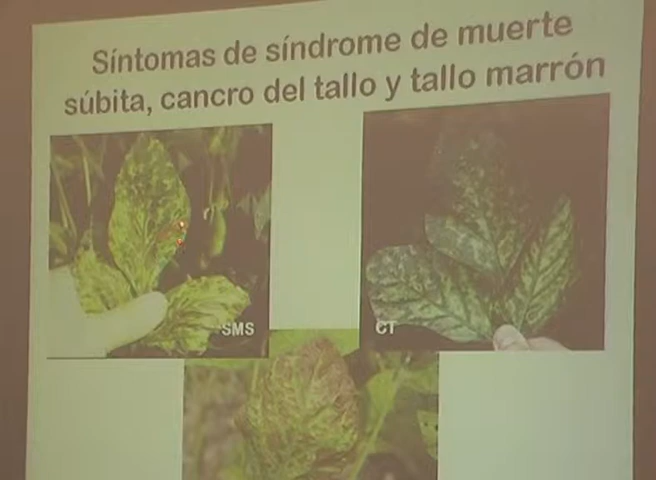 Síntomas de síndrome de muerte
súbita, cancro del tallo y tallo marrón
SMS
CT